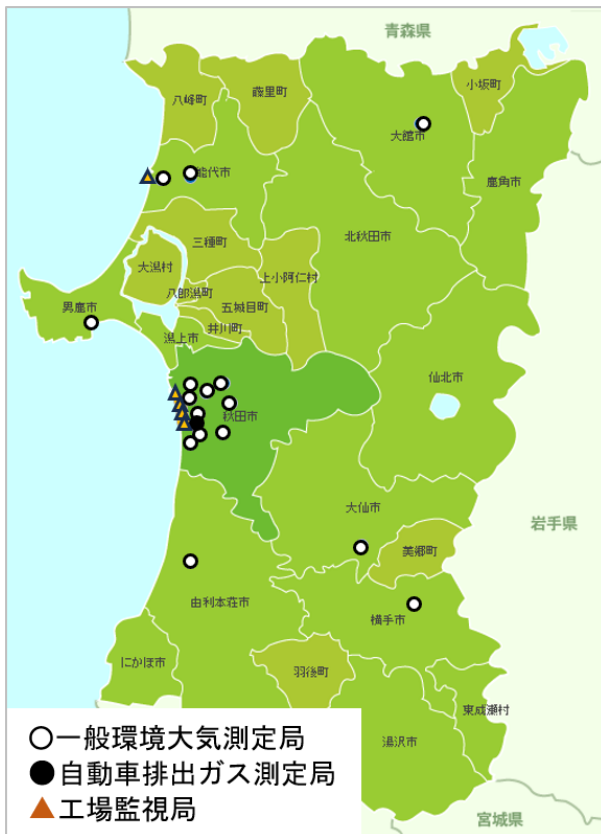 青森県
小坂町
藤里町
八峰町
大館市
能代市
鹿角市
北秋田市
三種町
大潟村
上小阿仁村
八郎潟町
男鹿市
五城目町
井川町
潟上市
仙北市
秋田市
大仙市
岩手県
美郷町
由利本荘市
横手市
にかほ市
羽後町
東成瀬村
湯沢市
一般環境大気測定局
自動車排出ガス測定局
工場監視局
宮城県